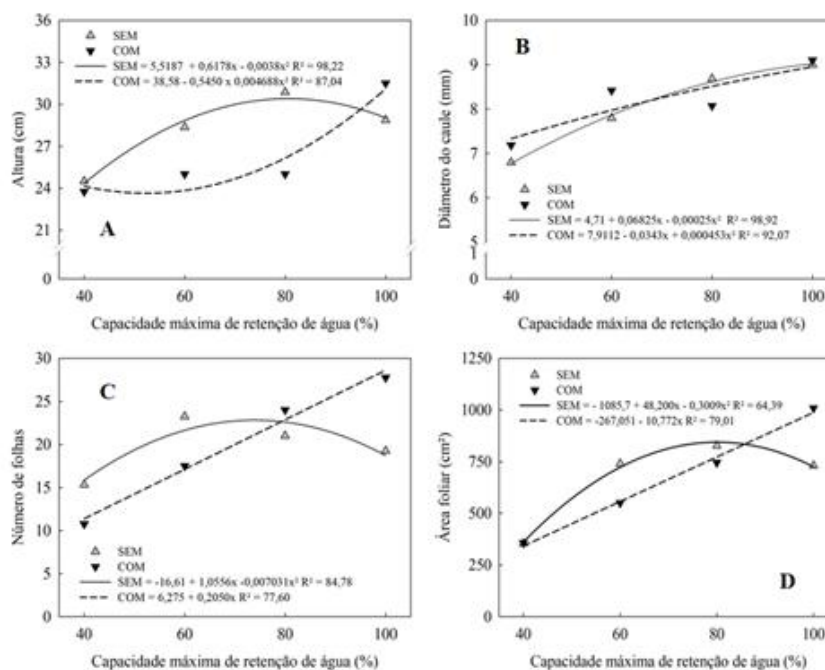 36
33
30
27
24
21
0
Altura (cm)
SEM
COM
SEM = 5,5187 + 0,6178x - 0,0038x² R² = 98,22
COM = 38,58 - 0,5450 x 0,004688x² R² = 87,04
A
40 60 80 100
Capacidade máxima de retenção de água (%)
10
9
8
7
6
5
1
0
Diâmetro do caule (mm)
B
SEM
COM
SEM = 4,71 + 0,06825x - 0,00025x² R² = 98,92
COM = 7,9112 - 0,0343x + 0,000453x² R² = 92,07
40 60 80 100
Capacidade máxima de retenção de água (%)
30
25
20
15
10
5
0
Número de folhas
C
SEM
COM
SEM = -16,61 + 1,0556x -0,007031x² R² = 84,78
COM = 6,275 + 0,2050x R² = 77,60
40 60 80 100
Capacidade máxima de retenção de água (%)
1250
1000
750
500
250
0
Área foliar (cm²)
SEM
COM
SEM = - 1085,7 + 48,200x - 0,3009x² R² = 64,39
COM = -267,051 - 10,772x R² = 79,01
D
40 60 80 100
Capacidade máxima de retenção de água (%)